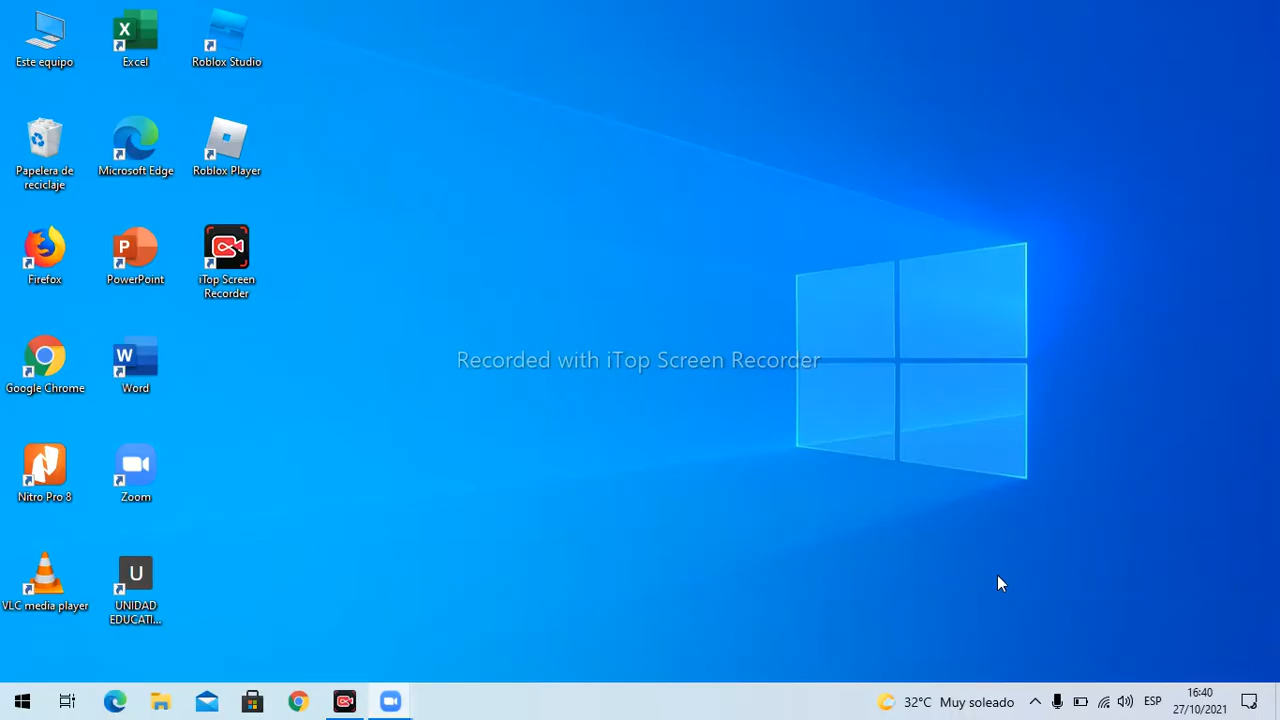 Este equipo
Excel
Roblox Studio
Papelera de
reciclaje
Microsoft Edge
Roblox Player
Firefox
PowerPoint
iTop Screen
Recorder
Google Chrome
Word
Recorded with iTop Screen Recorder
Nitro Pro 8
Zoom
VLC media player
U
UNIDAD
EDUCATI...
32°C Muy soleado
ESP
16:40
27/10/2021